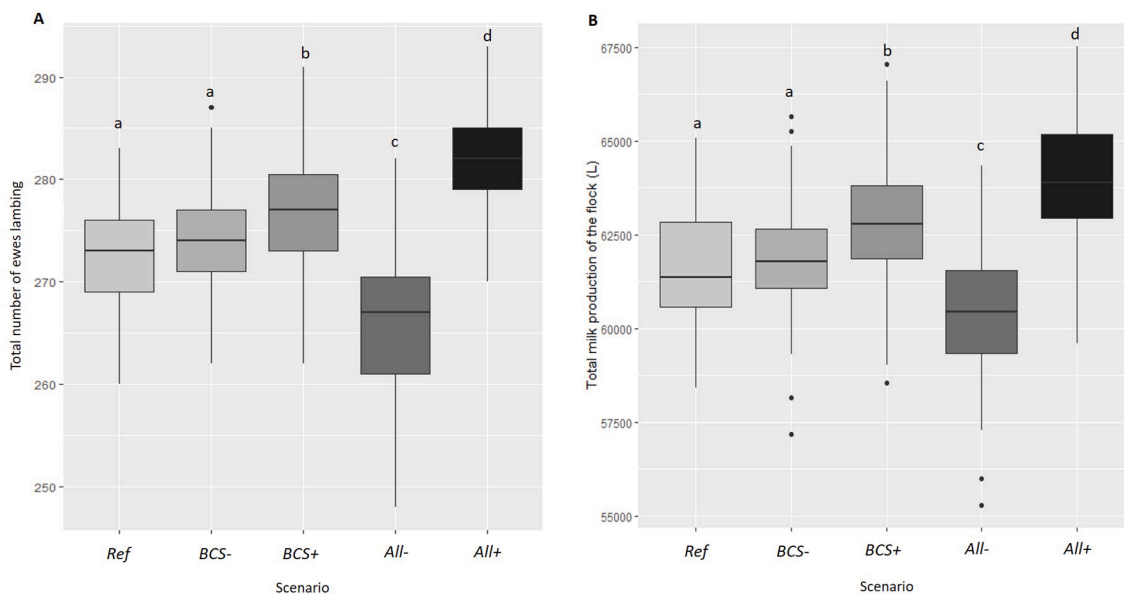 A
Total number of ewes lambing
290
280
270
260
250
a
a
b
c
d
Ref
BCS-
BCS+
All-
All+
Scenario
B
Total milk production of the flock (L)
67500
65000
62500
60000
57500
55000
a
a
b
c
d
Ref
BCS-
BCS+
All-
All+
Scenario